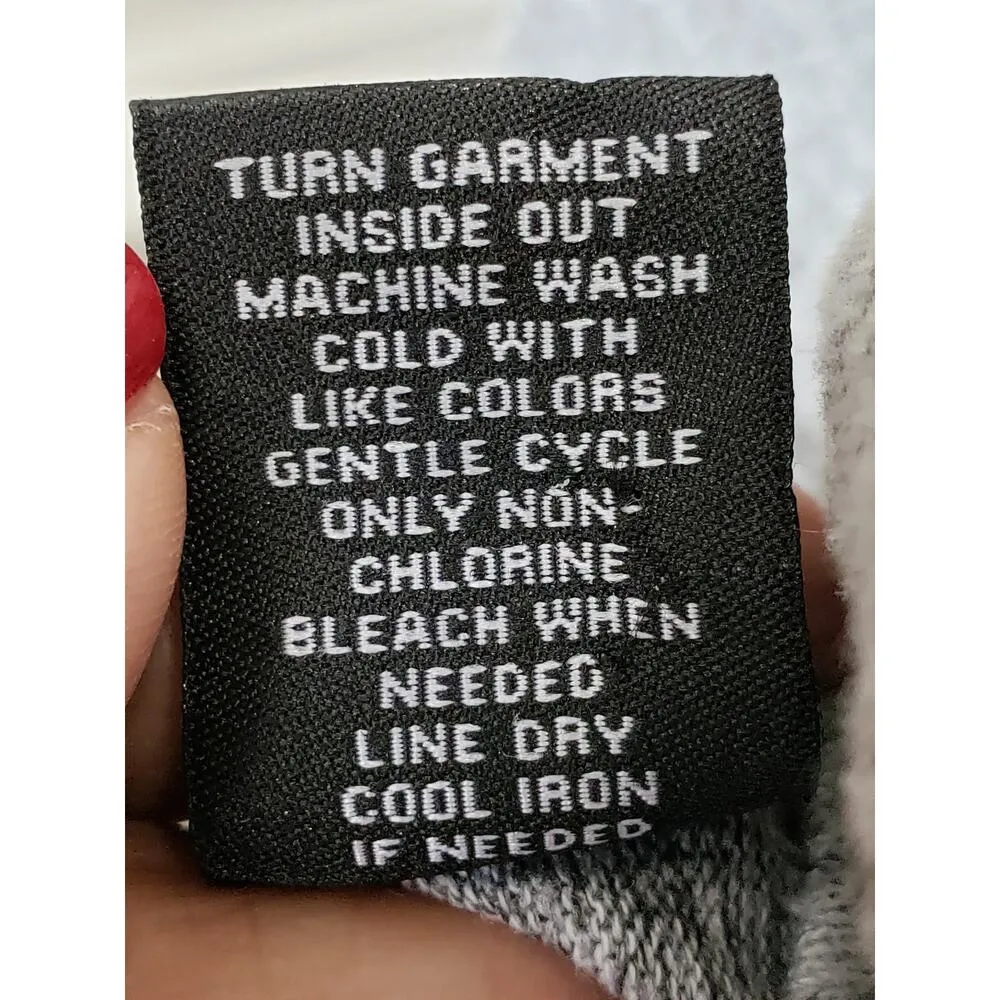 TURN GARMENT
INSIDE OUT
MACHINE WASH
COLD WITH
LIKE COLORS
GENTLE CYCLE
ONLY NON-
CHLORINE
BLEACH WHEN
NEEDED
LINE DRY
COOL IRON
IF NEEDED